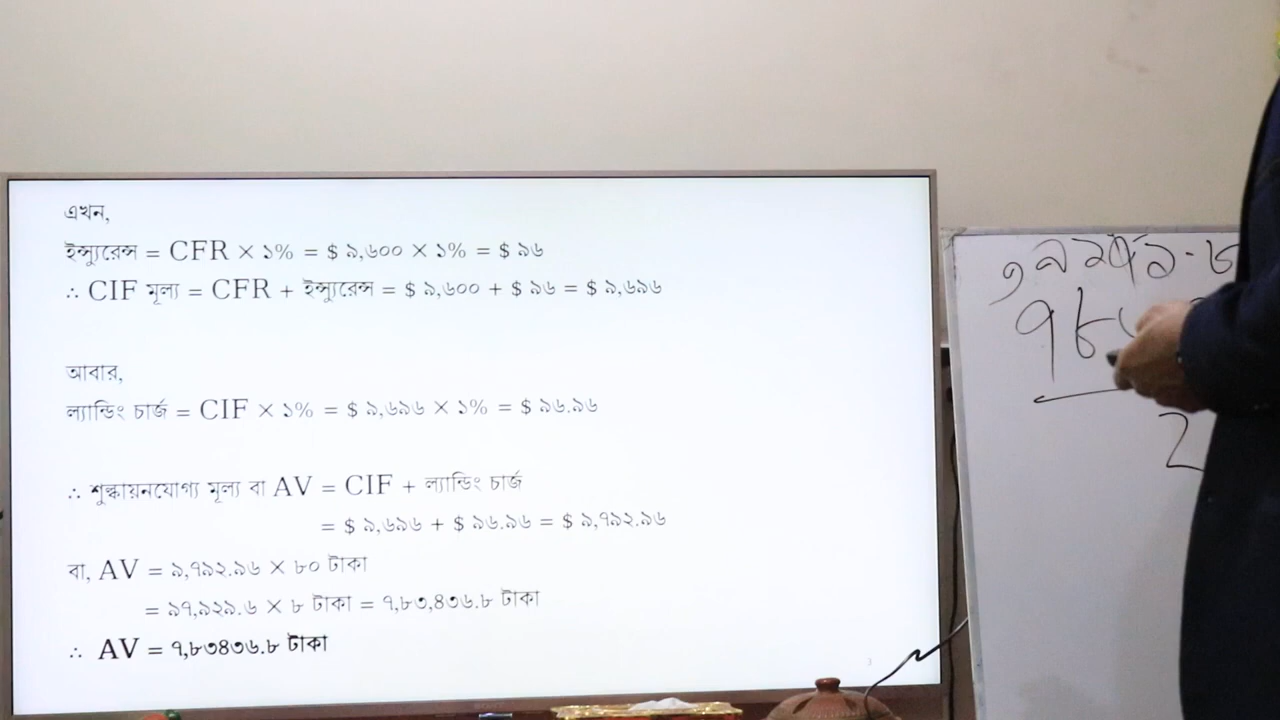 এখন,
ইন্স্যুরেন্স = CFR × ১% = $ ৯,৬০০ × ১% = $ ৯৬
∴ CIF মূল্য = CFR + ইন্স্যুরেন্স = $ ৯,৬০০ + $ ৯৬ = $ ৯,৬৯৬
আবার,
ল্যান্ডিং চার্জ = CIF × ১% = $ ৯,৬৯৬ × ১% = $ ৯৬.৯৬
∴ শুল্কায়নযোগ্য মূল্য বা AV = CIF + ল্যান্ডিং চার্জ
= $ ৯,৬৯৬ + $ ৯৬.৯৬ = $ ৯,৭৯২.৯৬
বা, AV = ৯,৭৯২.৯৬ × ৮০ টাকা
= ৯৭,৯২৯.৬ × ৮ টাকা = ৭,৮৩,৪৩৬.৮ টাকা
∴ AV = ৭,৮৩৪৩৬.৮ টাকা